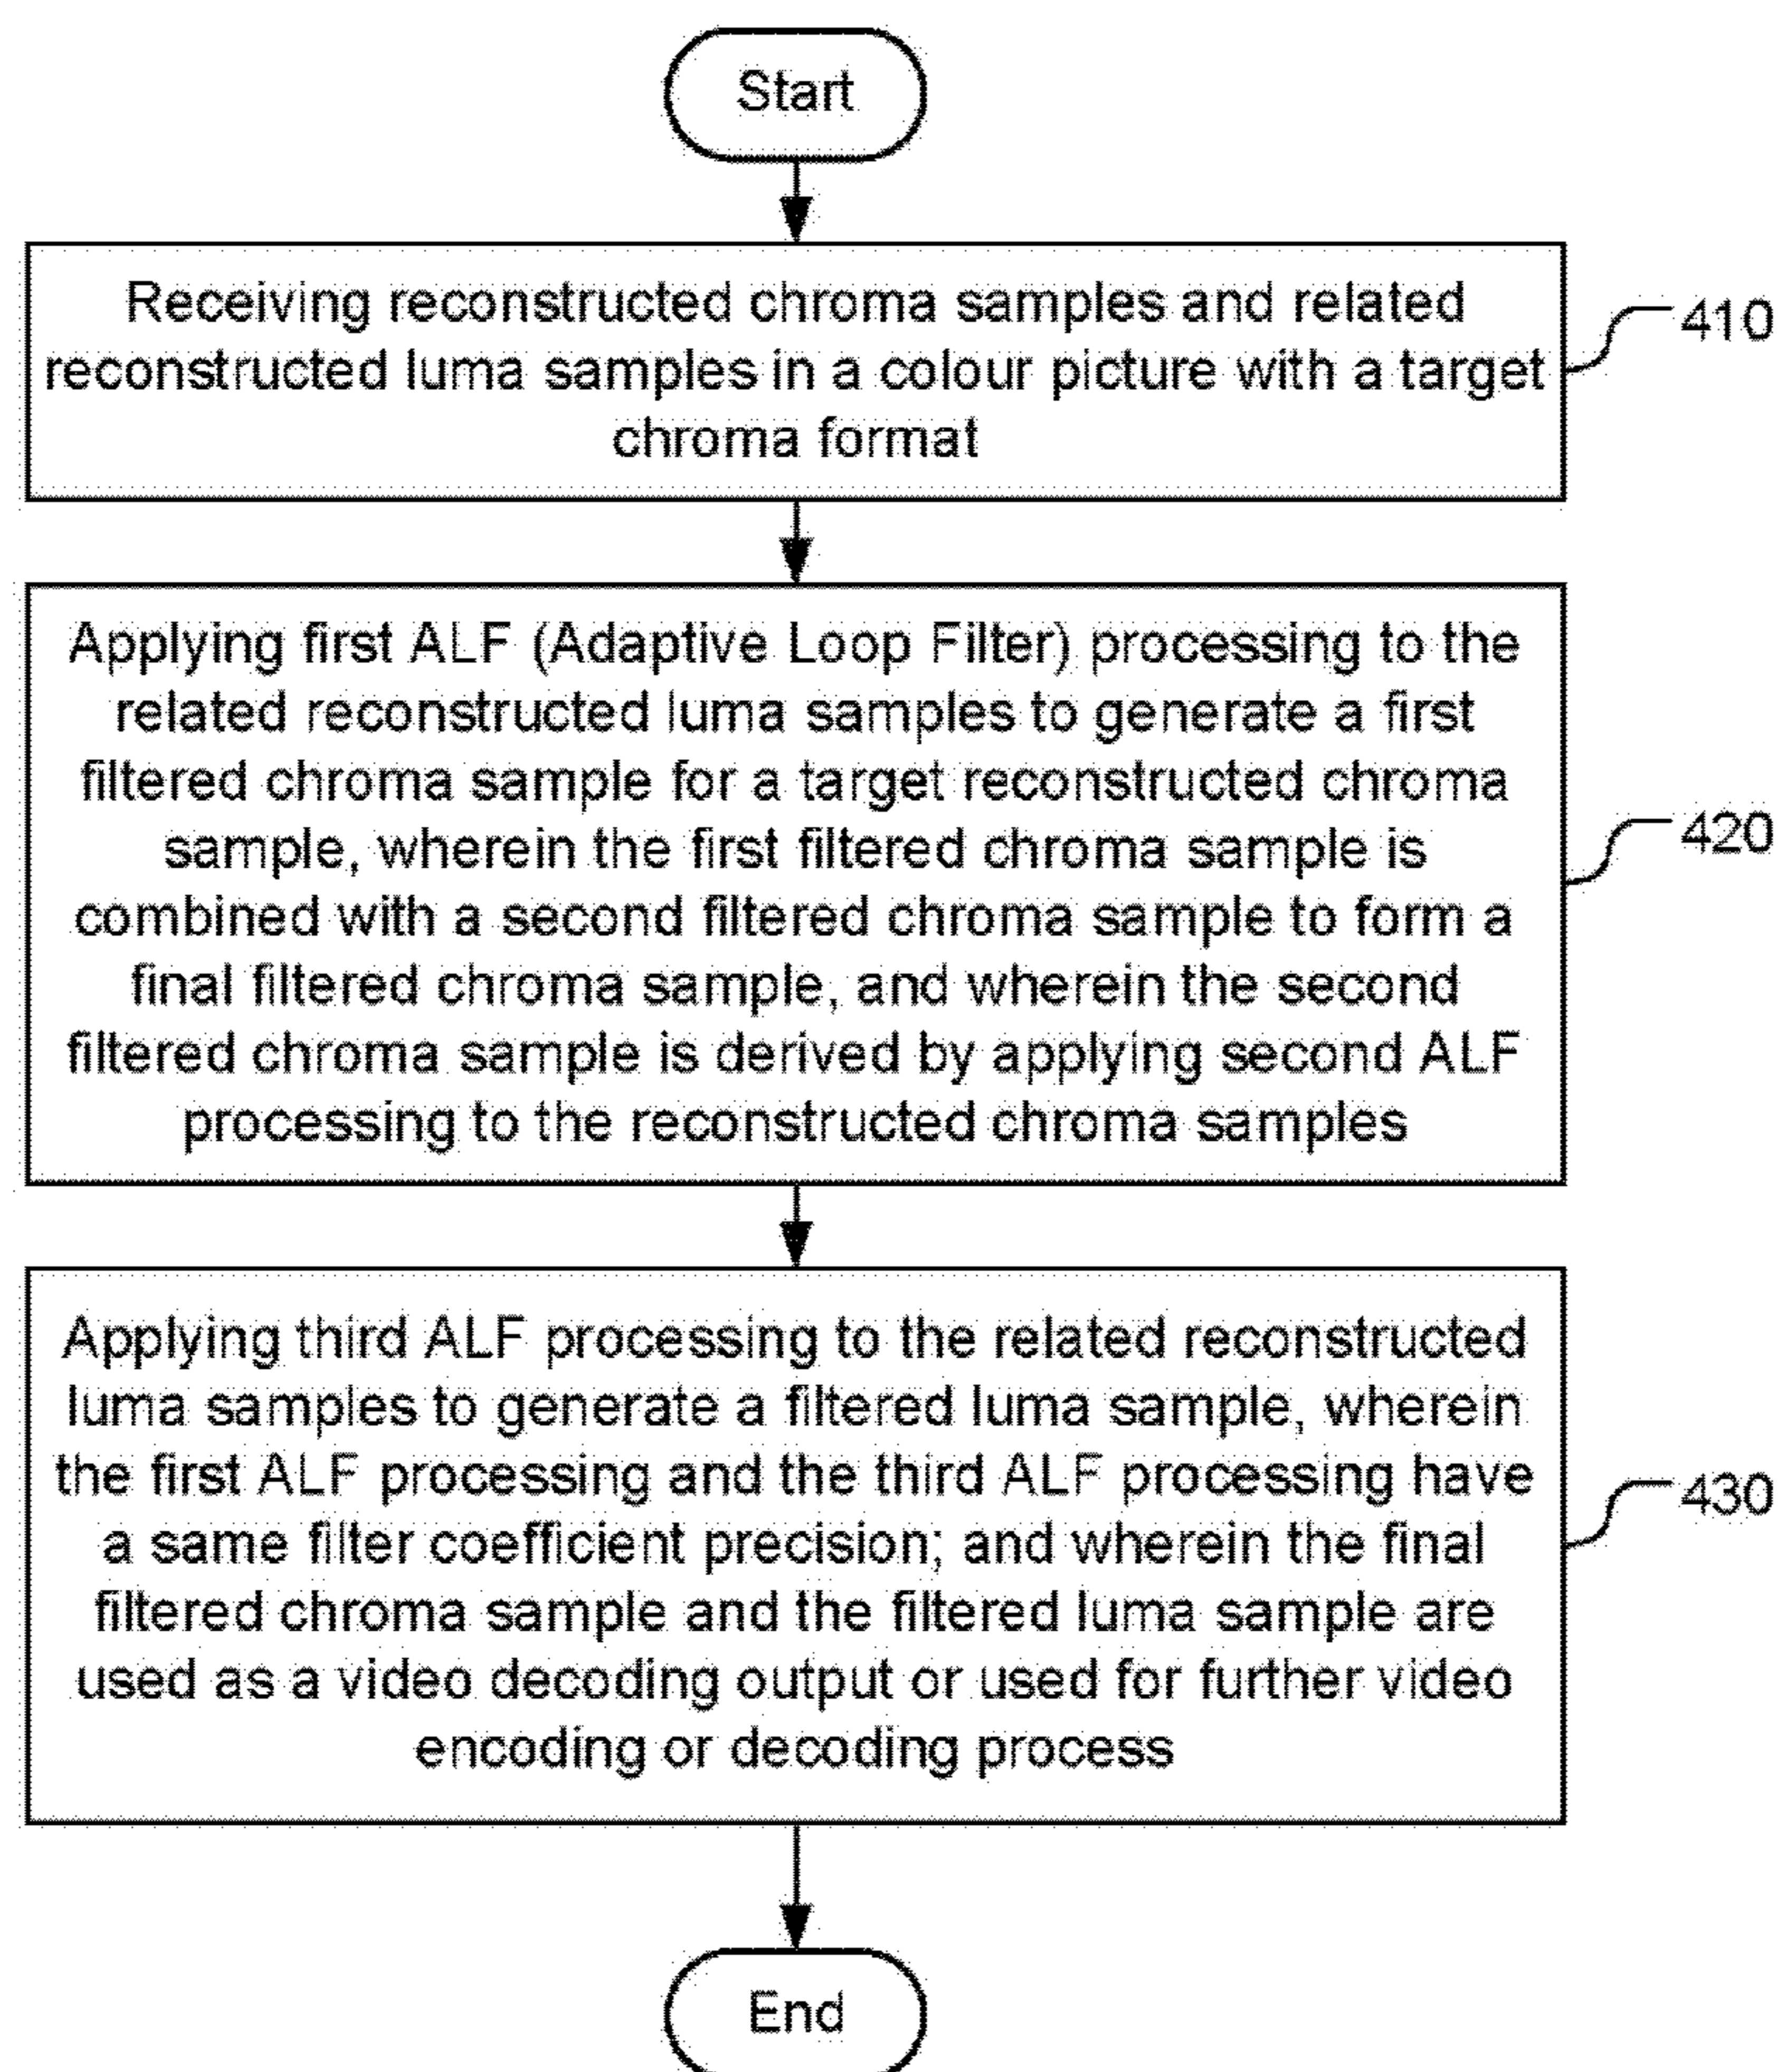 Start
Receiving reconstructed chroma samples and related
reconstructed luma samples in a colour picture with a target
chroma format
410
Applying first ALF (Adaptive Loop Filter) processing to the
related reconstructed luma samples to generate a first
filtered chroma sample for a target reconstructed chroma
sample, wherein the first filtered chroma sample is
combined with a second filtered chroma sample to form a
final filtered chroma sample, and wherein the second
filtered chroma sample is derived by applying second ALF
processing to the reconstructed chroma samples
420
Applying third ALF processing to the related reconstructed
luma samples to generate a filtered luma sample, wherein
the first ALF processing and the third ALF processing have
a same filter coefficient precision; and wherein the final
filtered chroma sample and the filtered luma sample are
used as a video decoding output or used for further video
encoding or decoding process
430
End